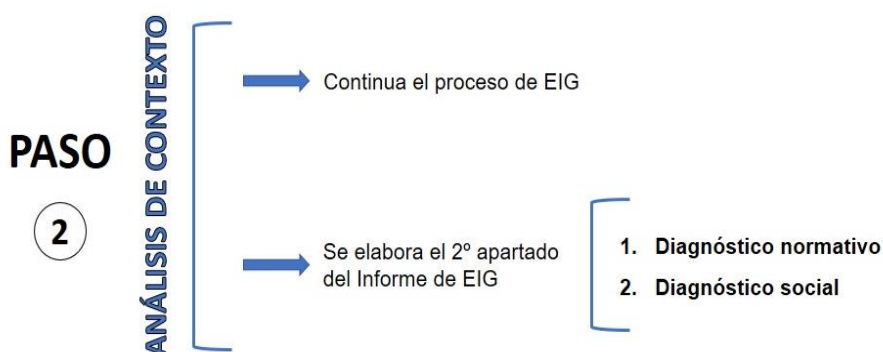 PASO
2
ANÁLISIS DE CONTEXTO
Continua el proceso de EIG
Se elabora el 2º apartado
del Informe de EIG
1. Diagnóstico normativo
2. Diagnóstico social